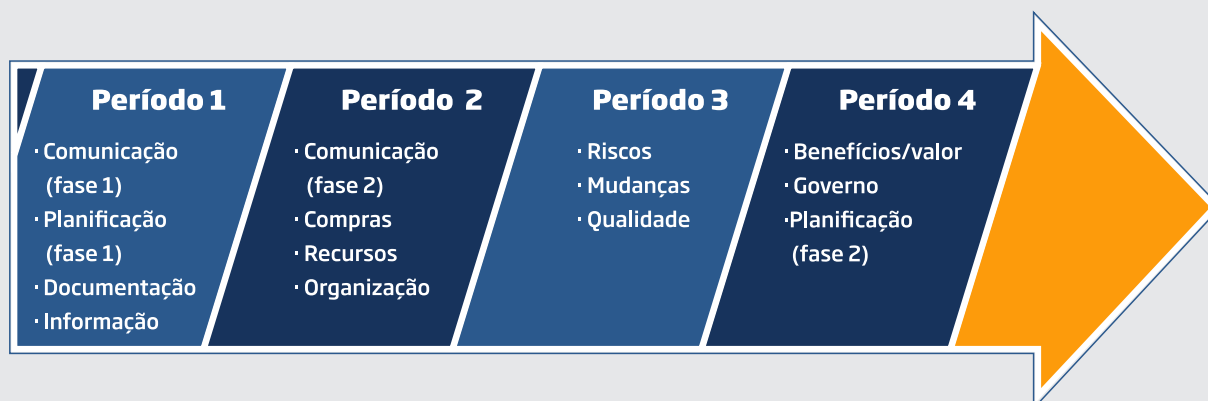 Período 1
· Comunicação
(fase 1)
· Planificação
(fase 1)
· Documentação
· Informação
Período 2
· Comunicação
(fase 2)
· Compras
· Recursos
· Organização
Período 3
· Riscos
· Mudanças
· Qualidade
Período 4
· Benefícios/valor
· Governo
·Planificação
(fase 2)